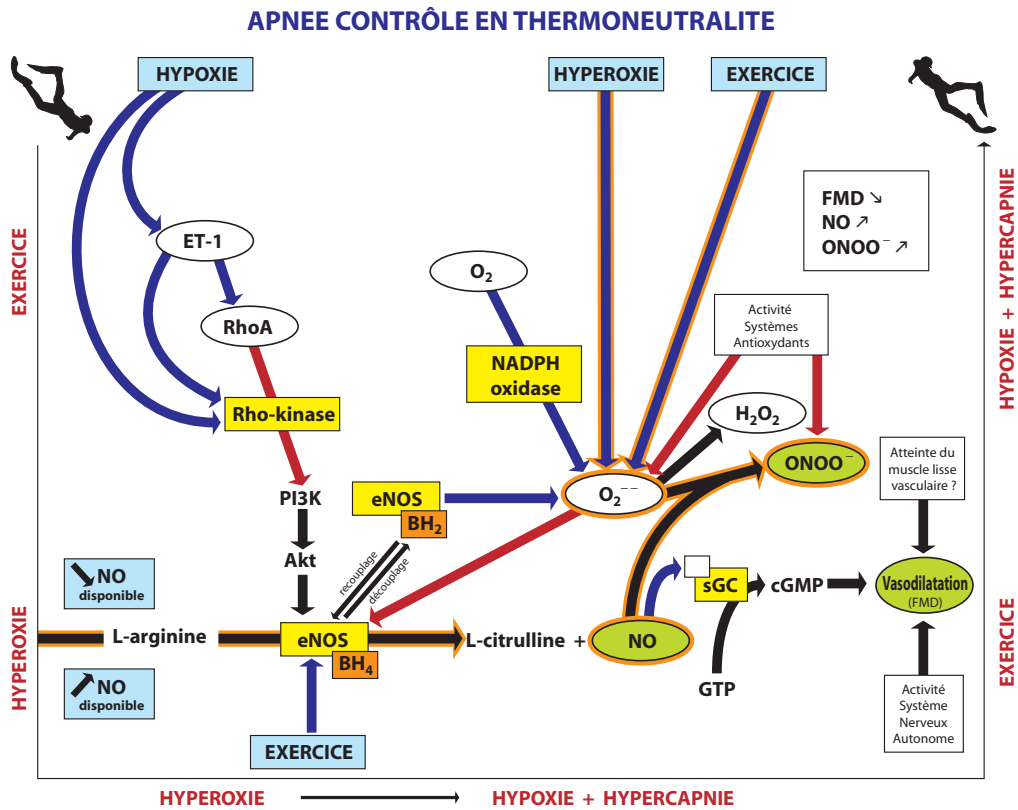 APNEE CONTRÔLE EN THERMONEUTRALITE
HYPOXIE
HYPEROXIE
EXERCICE
EXERCICE
HYPOXIE + HYPERCAPNIE
FMD ↘
NO ↗
ONOO⁻ ↗
ET-1
O₂
RhoA
Activité
Systèmes
Antioxydants
NADPH
oxidase
Rho-kinase
H₂O₂
ONOO⁻
Atteinte du
muscle lisse
vasculaire ?
PI3K
eNOS
BH₂
O₂⁻⁻
Akt
recouplage
découplage
NO
disponible
sGC
cGMP
Vasodilatation
(FMD)
HYPEROXIE
L-arginine
eNOS
BH₄
L-citrulline +
NO
GTP
EXERCICE
NO
disponible
Activité
Système
Nerveux
Autonome
EXERCICE
HYPEROXIE
HYPOXIE + HYPERCAPNIE